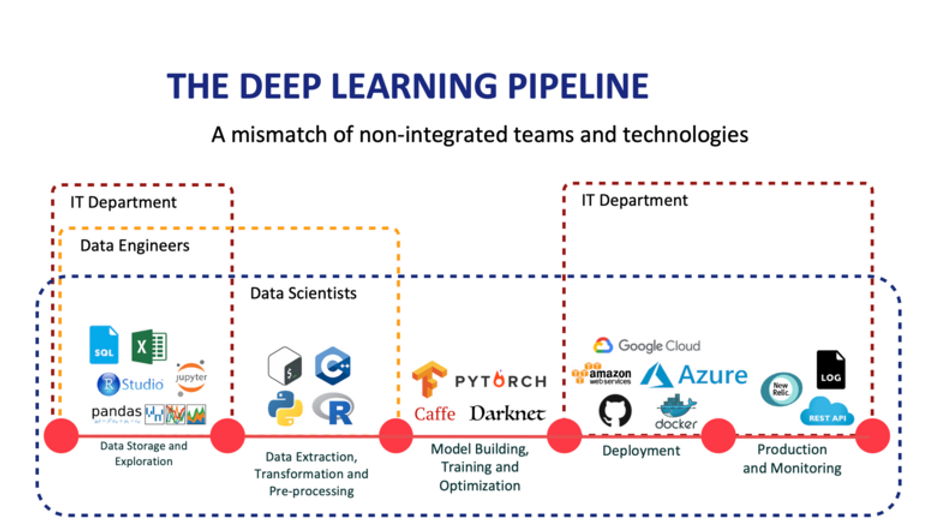 THE DEEP LEARNING PIPELINE
A mismatch of non-integrated teams and technologies
IT Department
IT Department
Data Engineers
Data Scientists
SQL
X
R Studio
jupyter
pandas
$
C++
R
PYTORCH
Caffe
Darknet
Google Cloud
amazon
web services
Azure
docker
New
Relic.
LOG
REST API
Data Storage and
Exploration
Data Extraction,
Transformation and
Pre-processing
Model Building,
Training and
Optimization
Deployment
Production
and Monitoring